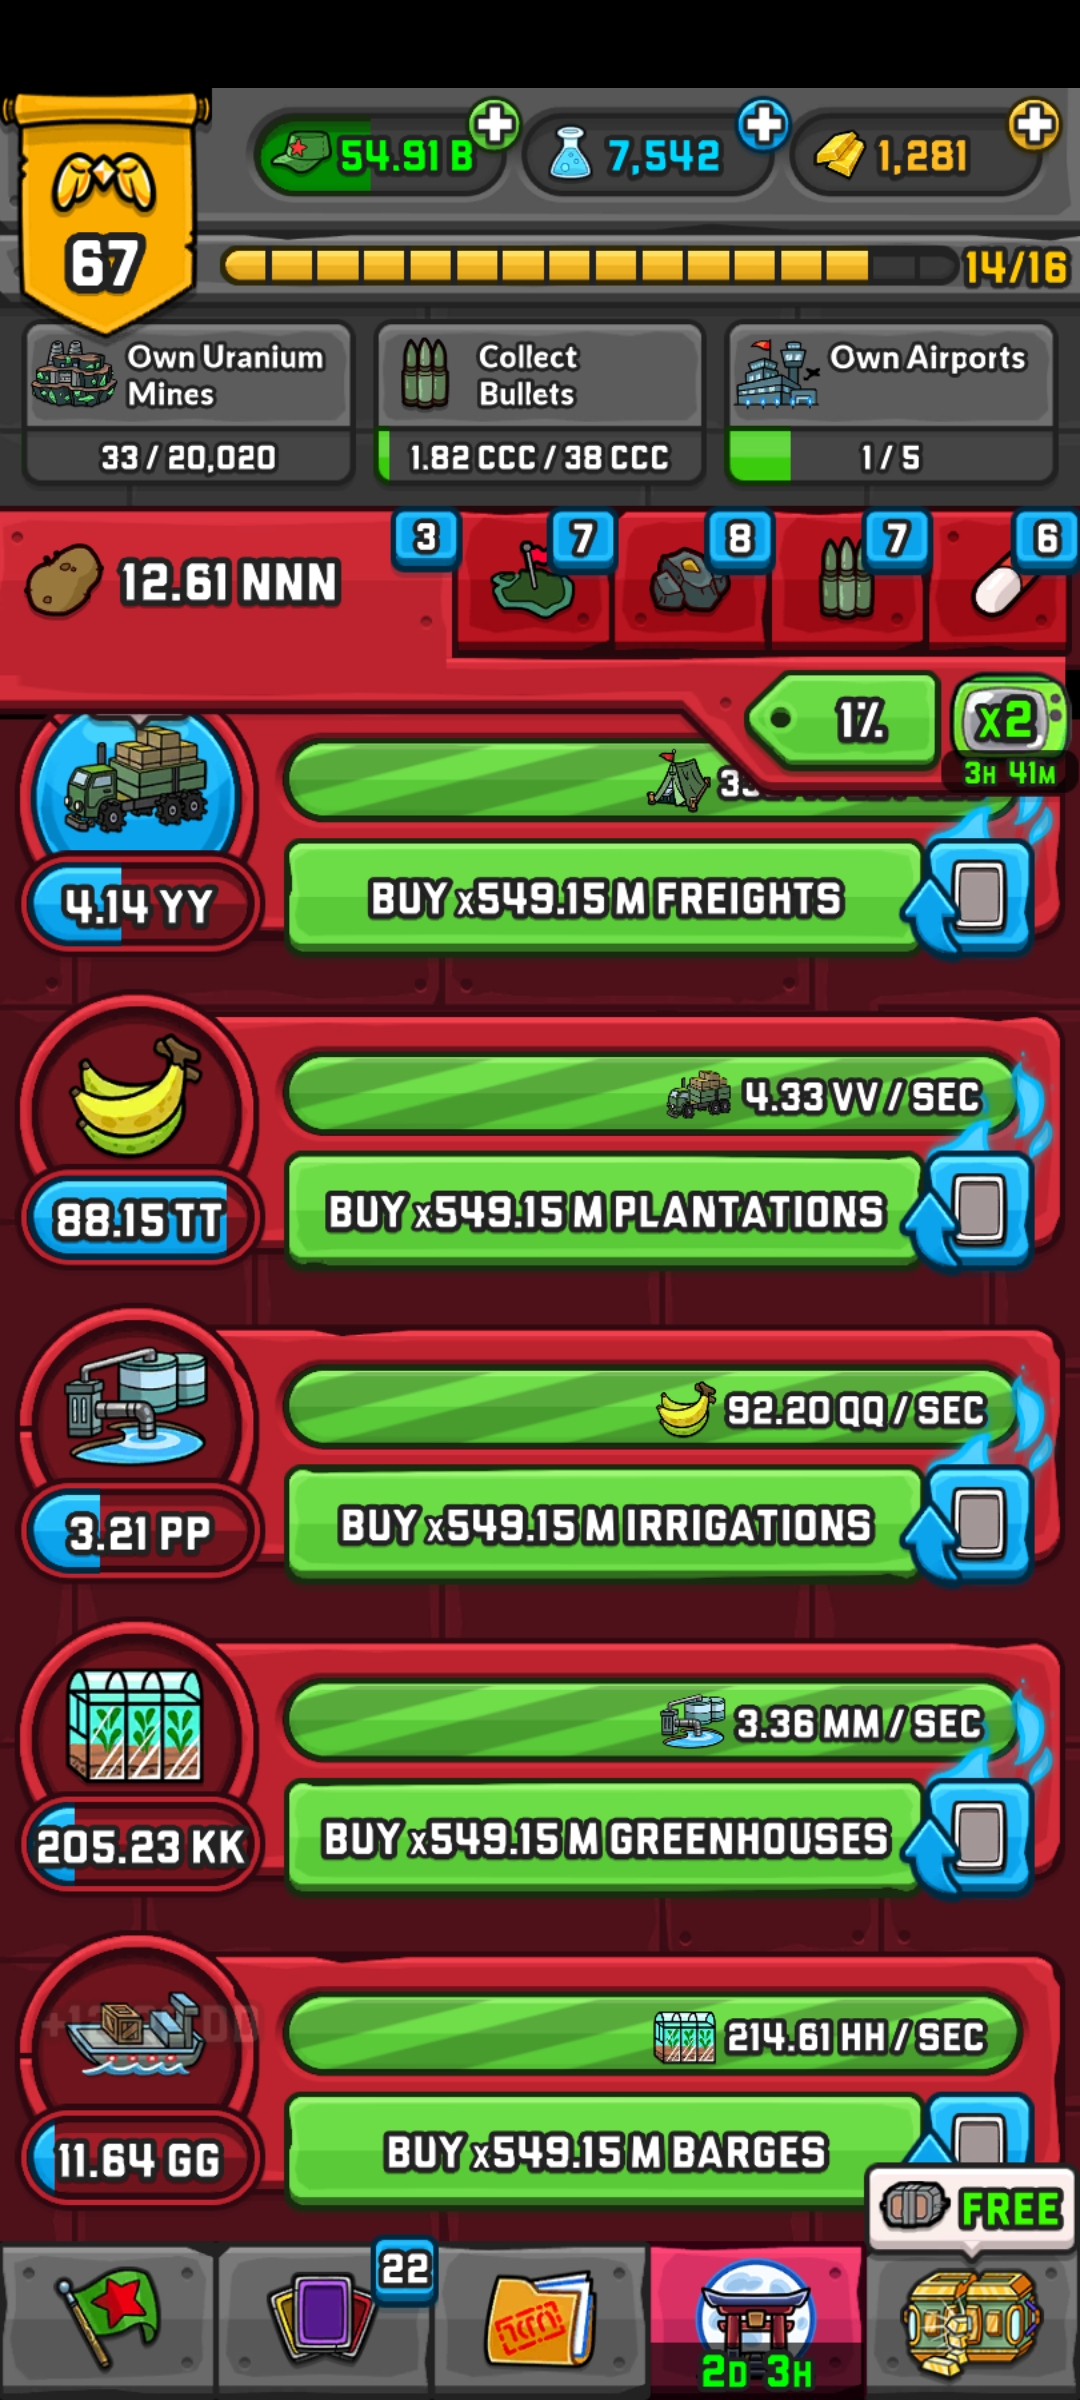 54.91 B
7,542
1,281
67
14/16
Own Uranium
Mines
33 / 20,020
Collect
Bullets
1.82 CCC / 38 CCC
Own Airports
1 / 5
12.61 NNN
3
7
8
7
6
1%
x2
3H 41M
4.14 YY
BUY x549.15 M FREIGHTS
4.33 VV / SEC
88.15 TT
BUY x549.15 M PLANTATIONS
92.20 QQ / SEC
3.21 PP
BUY x549.15 M IRRIGATIONS
3.36 MM / SEC
205.23 KK
BUY x549.15 M GREENHOUSES
214.61 HH / SEC
11.64 GG
BUY x549.15 M BARGES
FREE
22
2D 3H